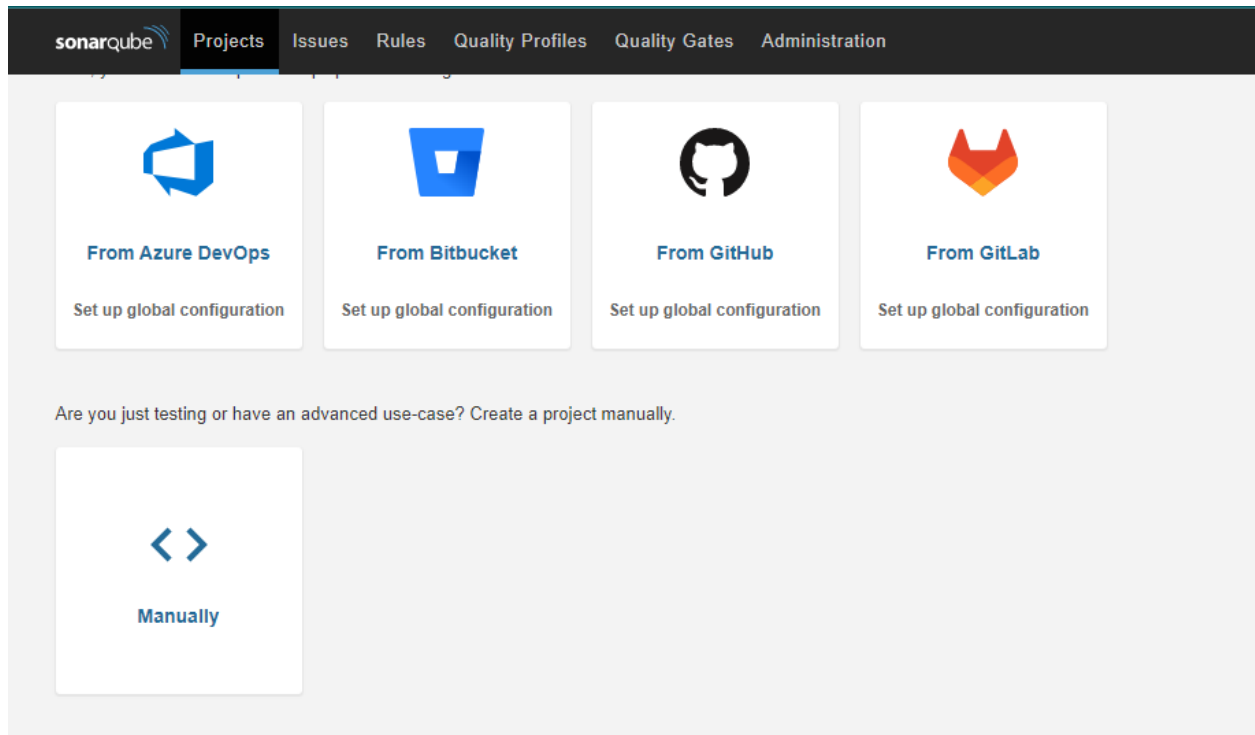 sonarqube Projects Issues Rules Quality Profiles Quality Gates Administration
From Azure DevOps From Bitbucket From GitHub From GitLab
Set up global configuration Set up global configuration Set up global configuration Set up global configuration
Are you just testing or have an advanced use-case? Create a project manually.
Manually